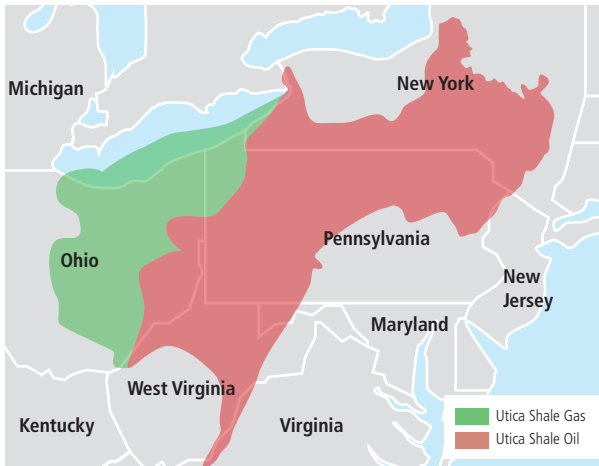 Michigan
New York
Pennsylvania
Ohio
New
Jersey
Maryland
West Virginia
Kentucky
Virginia
Utica Shale Gas
Utica Shale Oil